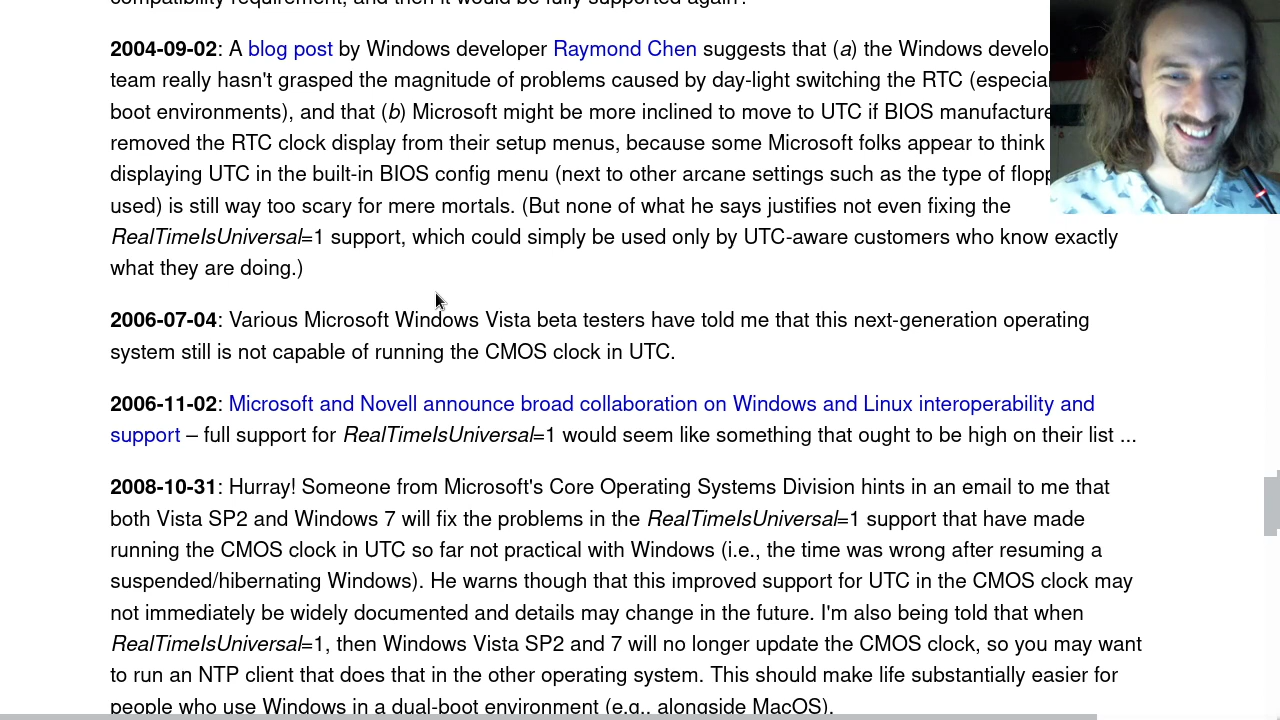 compatibility requirement, and then it would be fully supported again?
2004-09-02: A blog post by Windows developer Raymond Chen suggests that (a) the Windows
team really hasn't grasped the magnitude of problems caused by day-light switching the RTC
boot environments), and that (b) Microsoft might be more inclined to move to UTC if BIOS
removed the RTC clock display from their setup menus, because some Microsoft folks appear to think
displaying UTC in the built-in BIOS config menu (next to other arcane settings such as the type of
used) is still way too scary for mere mortals. (But none of what he says justifies not even fixing the
RealTimeIsUniversal=1 support, which could simply be used only by UTC-aware customers who know exactly
what they are doing.)
2006-07-04: Various Microsoft Windows Vista beta testers have told me that this next-generation operating
system still is not capable of running the CMOS clock in UTC.
2006-11-02: Microsoft and Novell announce broad collaboration on Windows and Linux interoperability and
support – full support for RealTimeIsUniversal=1 would seem like something that ought to be high on their list ...
2008-10-31: Hurray! Someone from Microsoft's Core Operating Systems Division hints in an email to me that
both Vista SP2 and Windows 7 will fix the problems in the RealTimeIsUniversal=1 support that have made
running the CMOS clock in UTC so far not practical with Windows (i.e., the time was wrong after resuming a
suspended/hibernating Windows). He warns though that this improved support for UTC in the CMOS clock may
not immediately be widely documented and details may change in the future. I'm also being told that when
RealTimeIsUniversal=1, then Windows Vista SP2 and 7 will no longer update the CMOS clock, so you may want
to run an NTP client that does that in the other operating system. This should make life substantially easier for
people who use Windows in a dual-boot environment (e.g., alongside MacOS).